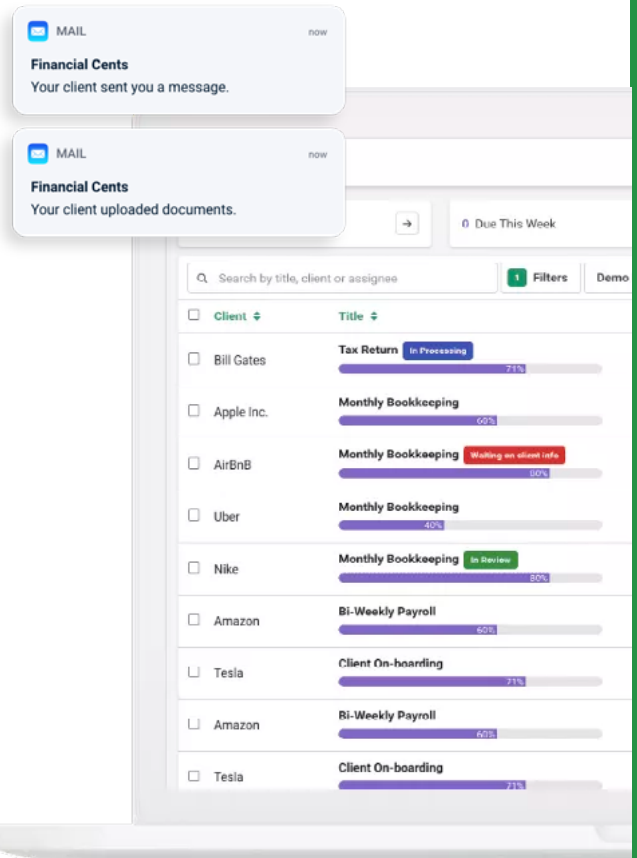 MAIL now
Financial Cents
Your client sent you a message.
MAIL now
Financial Cents
Your client uploaded documents.
0 Due This Week
Search by title, client or assignee 1 Filters Demo
Client Title
Bill Gates Tax Return In Processing
71%
Apple Inc. Monthly Bookkeeping
60%
AirBnB Monthly Bookkeeping Waiting on client info
80%
Uber Monthly Bookkeeping
40%
Nike Monthly Bookkeeping In Review
80%
Amazon Bi-Weekly Payroll
60%
Tesla Client On-boarding
71%
Amazon Bi-Weekly Payroll
60%
Tesla Client On-boarding
71%